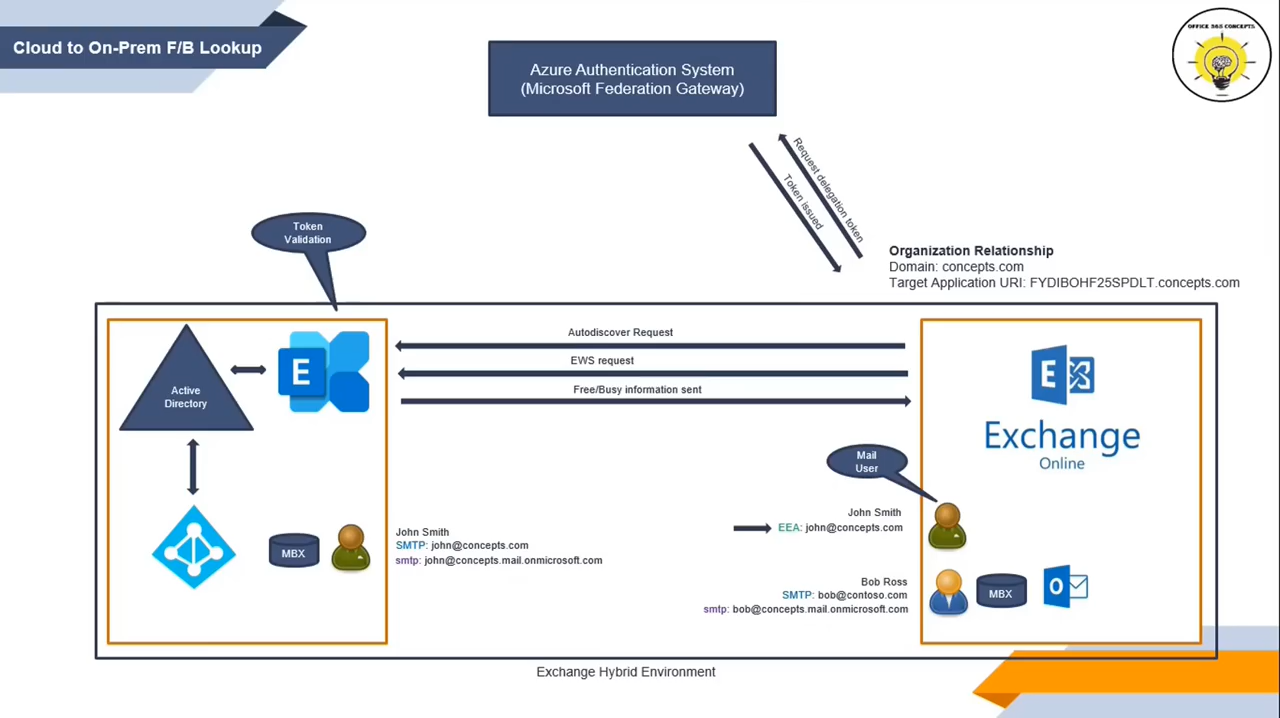 Cloud to On-Prem F/B Lookup
OFFICE 365 CONCEPTS
Azure Authentication System
(Microsoft Federation Gateway)
Request delegation token
Token issued
Token
Validation
Organization Relationship
Domain: concepts.com
Target Application URI: FYDIBOHF25SPDLT.concepts.com
Autodiscover Request
EWS request
Free/Busy information sent
Active
Directory
E
E
Exchange
Online
Mail
User
John Smith
EEA: john@concepts.com
MBX
John Smith
SMTP: john@concepts.com
smtp: john@concepts.mail.onmicrosoft.com
Bob Ross
SMTP: bob@contoso.com
smtp: bob@concepts.mail.onmicrosoft.com
MBX
O
Exchange Hybrid Environment